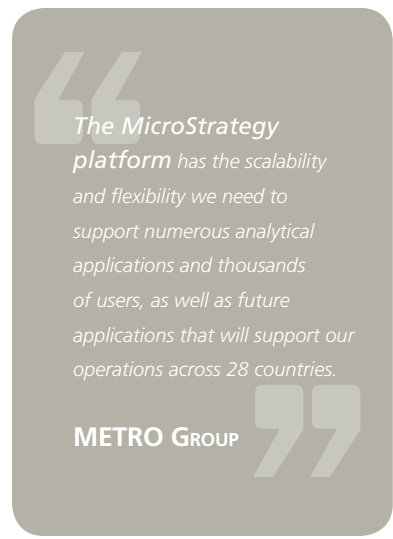 The MicroStrategy
platform has the scalability
and flexibility we need to
support numerous analytical
applications and thousands
of users, as well as future
applications that will support our
operations across 28 countries.
METRO GROUP